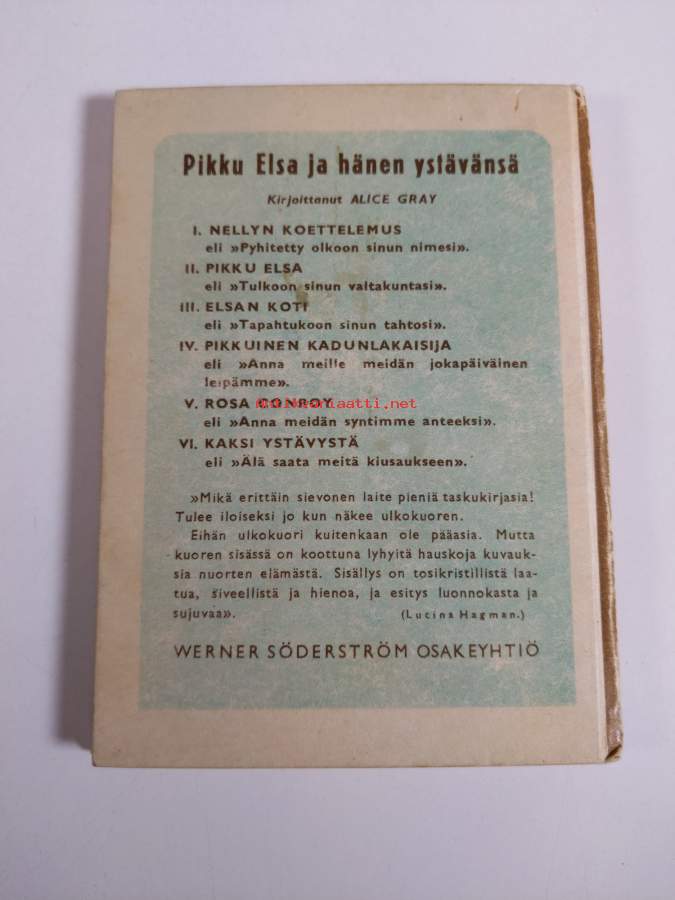 Pikku Elsa ja hänen ystävänsä
Kirjoittanut ALICE GRAY
I. NELLYN KOETTELEMUS
eli »Pyhitetty olkoon sinun nimesi».
II. PIKKU ELSA
eli »Tulkoon sinun valtakuntasi».
III. ELSAN KOTI
eli »Tapahtukoon sinun tahtosi».
IV. PIKKUINEN KADUNLAKAISIJA
eli »Anna meille meidän jokapäiväinen
leipämme».
antikvariaatti.net
V. ROSA
eli »Anna meidän syntimme anteeksi».
VI. KAKSI YSTÄVYSTÄ
eli »Älä saata meitä kiusaukseen».
»Mikä erittäin sievonen laite pieniä taskukirjasia!
Tulee iloiseksi jo kun näkee ulkokuoren.
Eihän ulkokuori kuitenkaan ole pääasia. Mutta
kuoren sisässä on koottuna lyhyitä hauskoja kuvauk-
sia nuorten elämästä. Sisällys on tosikristillistä laa-
tua, siveellistä ja hienoa, ja esitys luonnokasta ja
sujuvaa».
(Lucina Hagman.)
WERNER SÖDERSTRÖM OSAKEYHTIÖ